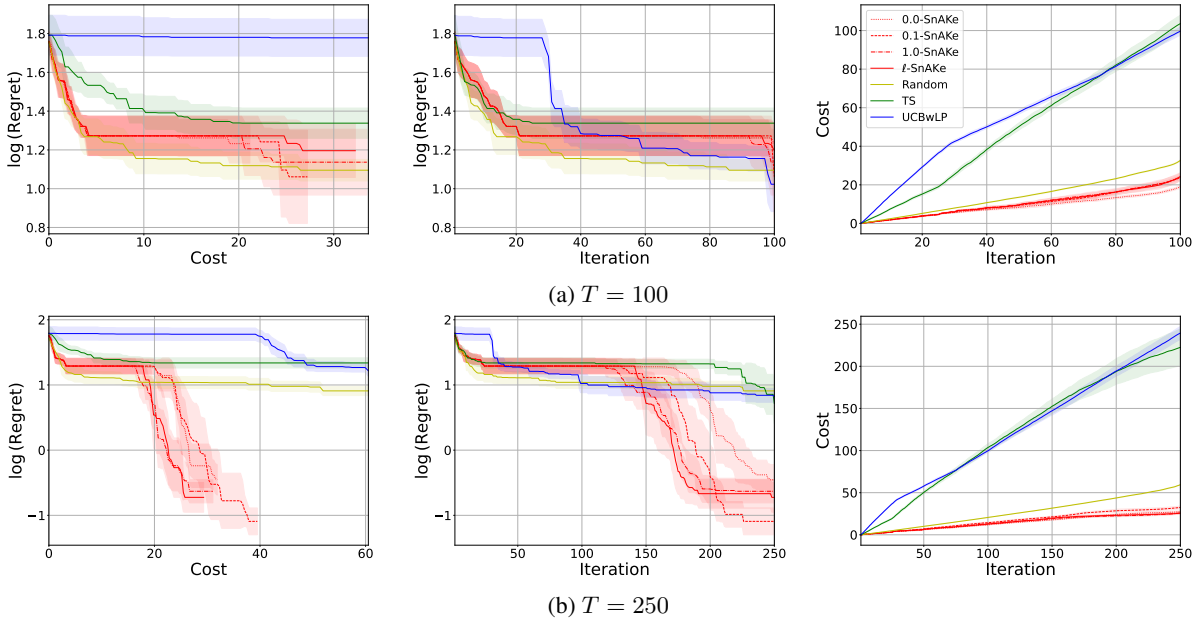 1.8
1.6
1.4
1.2
1.0
0.8
log(Regret)
0
10
20
30
Cost
1.8
1.6
1.4
1.2
1.0
0.8
log(Regret)
20
40
60
80
100
Iteration
100
80
60
40
20
0
Cost
20
40
60
80
100
Iteration
0.0-SnAKe
0.1-SnAKe
1.0-SnAKe
ℓ-SnAKe
Random
TS
UCBwLP
(a) T = 100
2
1
0
−1
log(Regret)
0
20
40
60
Cost
2
1
0
−1
log(Regret)
50
100
150
200
250
Iteration
250
200
150
100
50
0
Cost
50
100
150
200
250
Iteration
(b) T = 250